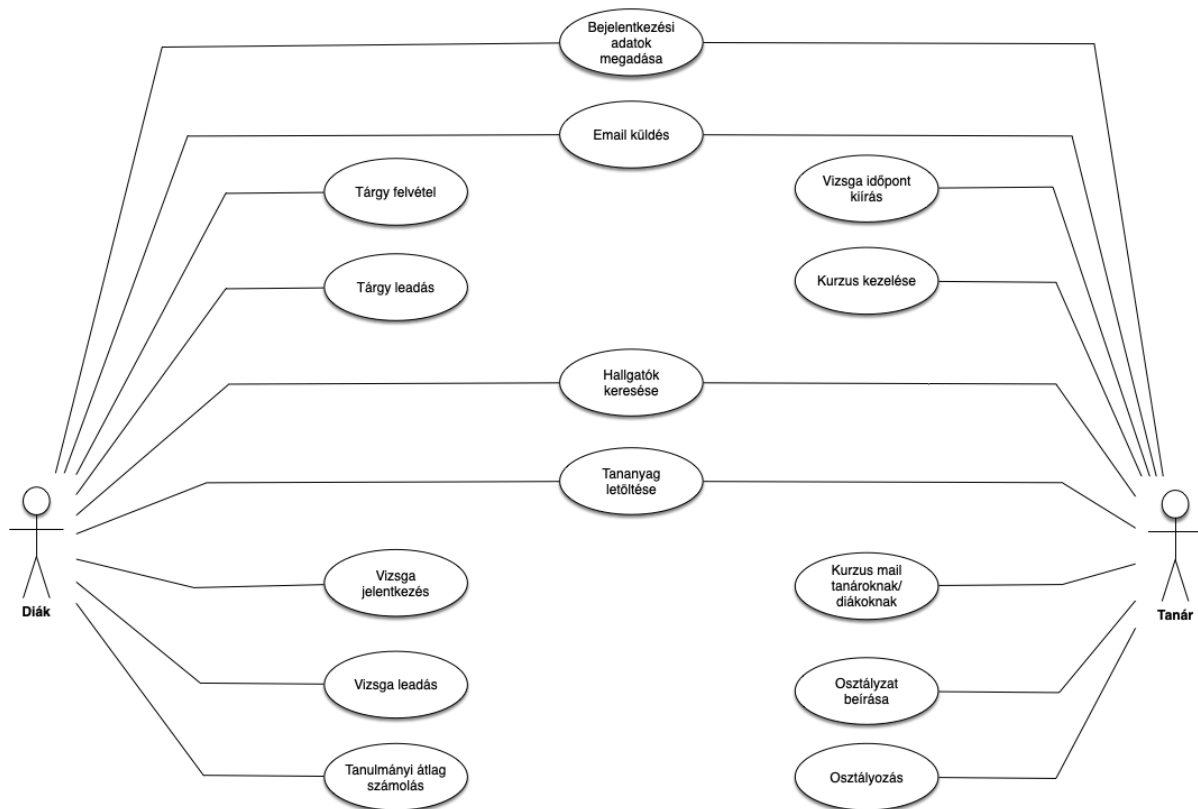 Bejelentkezési
adatok
megadása
Email küldés
Tárgy felvétel
Vizsga időpont
kiírás
Tárgy leadás
Kurzus kezelése
Hallgatók
keresése
Tananyag
letöltése
Diák
Tanár
Vizsga
jelentkezés
Kurzus mail
tanároknak/
diákoknak
Vizsga leadás
Osztályzat
beírása
Tanulmányi átlag
számolás
Osztályozás